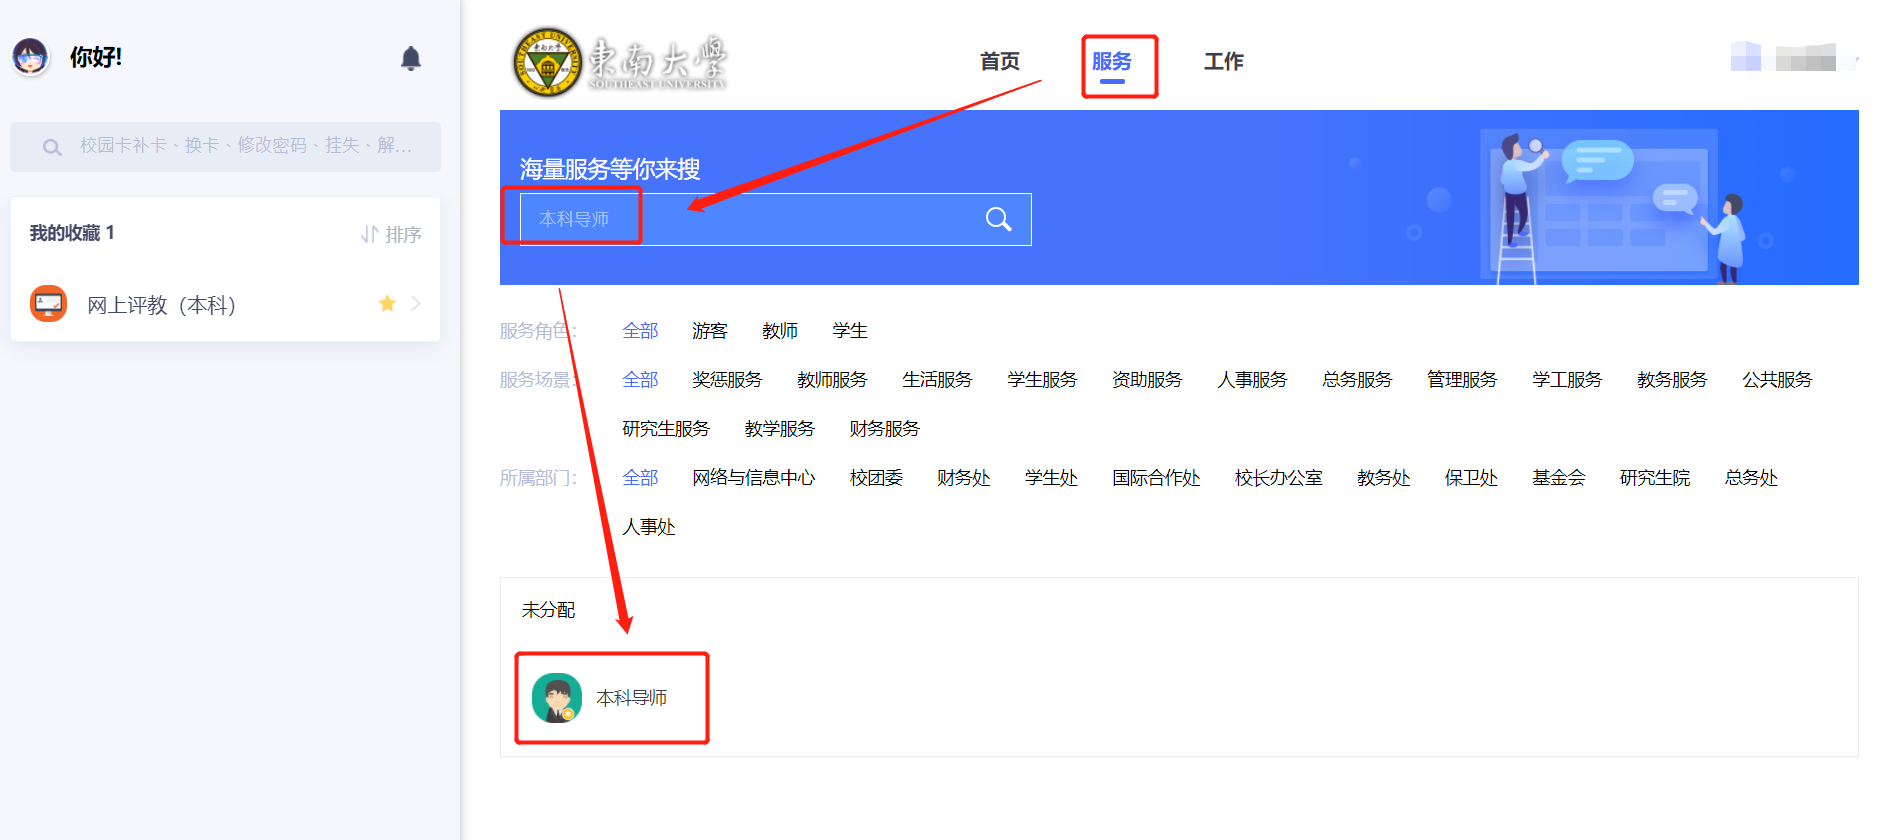 你好!
校园卡补卡、换卡、修改密码、挂失、解...
我的收藏 1
排序
网上评教（本科）
東南大學
SOUTHEAST UNIVERSITY
首页 服务 工作
海量服务等你来搜
本科导师
服务角色: 全部 游客 教师 学生
服务场景: 全部 奖惩服务 教师服务 生活服务 学生服务 资助服务 人事服务 总务服务 管理服务 学工服务 教务服务 公共服务
研究生服务 教学服务 财务服务
所属部门: 全部 网络与信息中心 校团委 财务处 学生处 国际合作处 校长办公室 教务处 保卫处 基金会 研究生院 总务处
人事处
未分配
本科导师